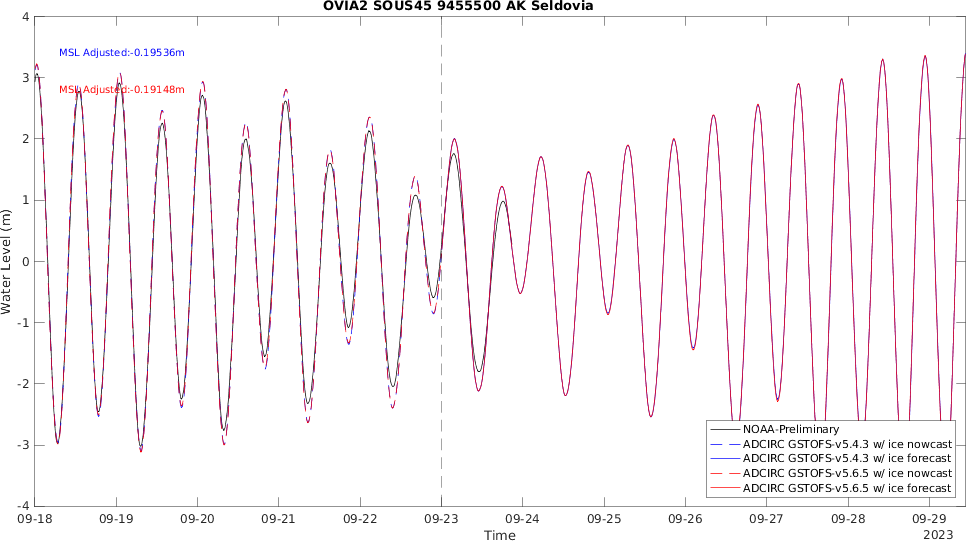 OVIA2 SOUS45 9455500 AK Seldovia
4
MSL Adjusted:-0.19536m
3
MSL Adjusted:-0.19148m
2
1
0
-1
-2
-3
-4
Water Level (m)
NOAA-Preliminary
ADCIRC GSTOFS-v5.4.3 w/ ice nowcast
ADCIRC GSTOFS-v5.4.3 w/ ice forecast
ADCIRC GSTOFS-v5.6.5 w/ ice nowcast
ADCIRC GSTOFS-v5.6.5 w/ ice forecast
09-18 09-19 09-20 09-21 09-22 09-23 09-24 09-25 09-26 09-27 09-28 09-29
Time
2023